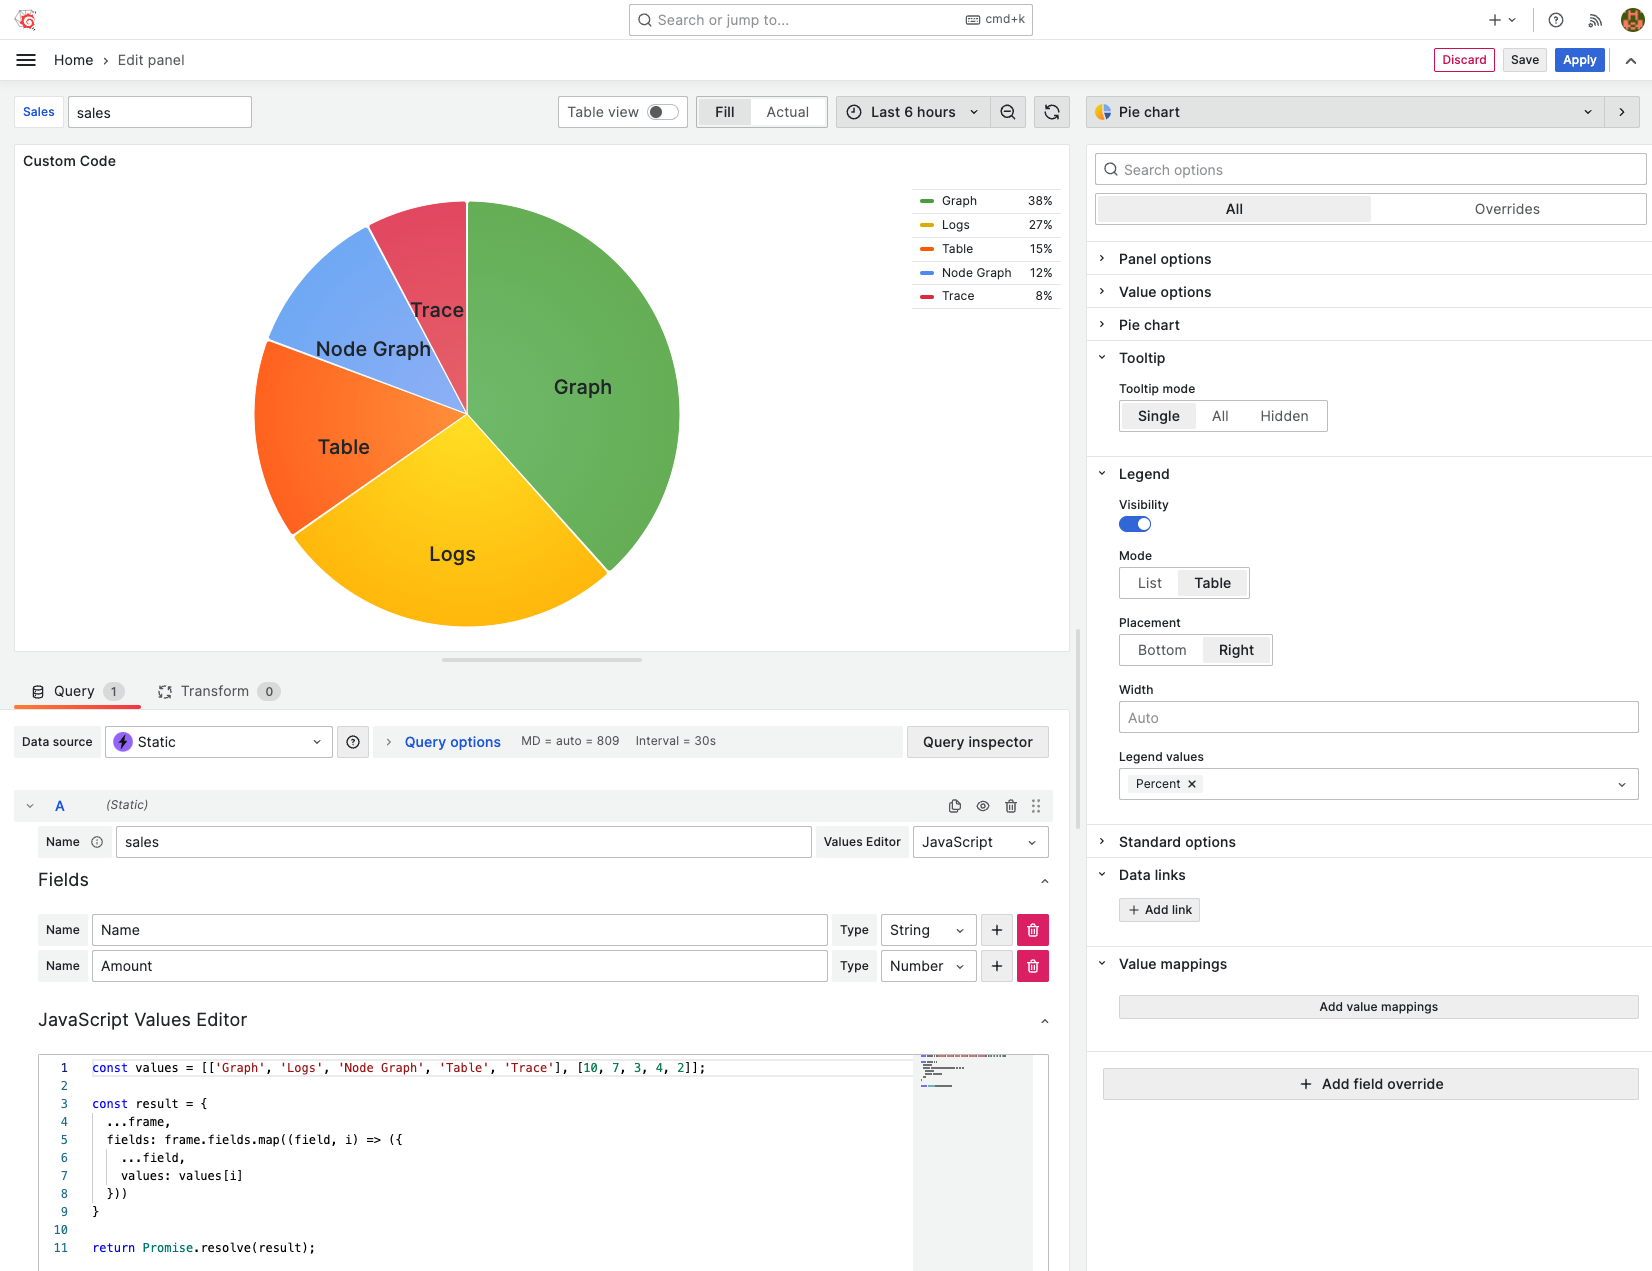 Search or jump to...
cmd+k
Home › Edit panel
Discard
Save
Apply
Sales
sales
Table view
Fill
Actual
Last 6 hours
Pie chart
Custom Code
Graph
Logs
Table
Node Graph
Trace
Graph 38%
Logs 27%
Table 15%
Node Graph 12%
Trace 8%
Search options
All
Overrides
Panel options
Value options
Pie chart
Tooltip
Tooltip mode
Single All Hidden
Legend
Visibility
Mode
List Table
Placement
Bottom Right
Width
Auto
Legend values
Percent
Standard options
Data links
Add link
Value mappings
Add value mappings
Add field override
Query 1
Transform 0
Data source
Static
Query options
MD = auto = 809
Interval = 30s
Query inspector
A
(Static)
Name
sales
Values Editor
JavaScript
Fields
Name Name Type String
Name Amount Type Number
JavaScript Values Editor
1 const values = [['Graph', 'Logs', 'Node Graph', 'Table', 'Trace'], [10, 7, 3, 4, 2]];
2
3 const result = {
4 ...frame,
5 fields: frame.fields.map((field, i) => ({
6 ...field,
7 values: values[i]
8 }))
9 }
10
11 return Promise.resolve(result);